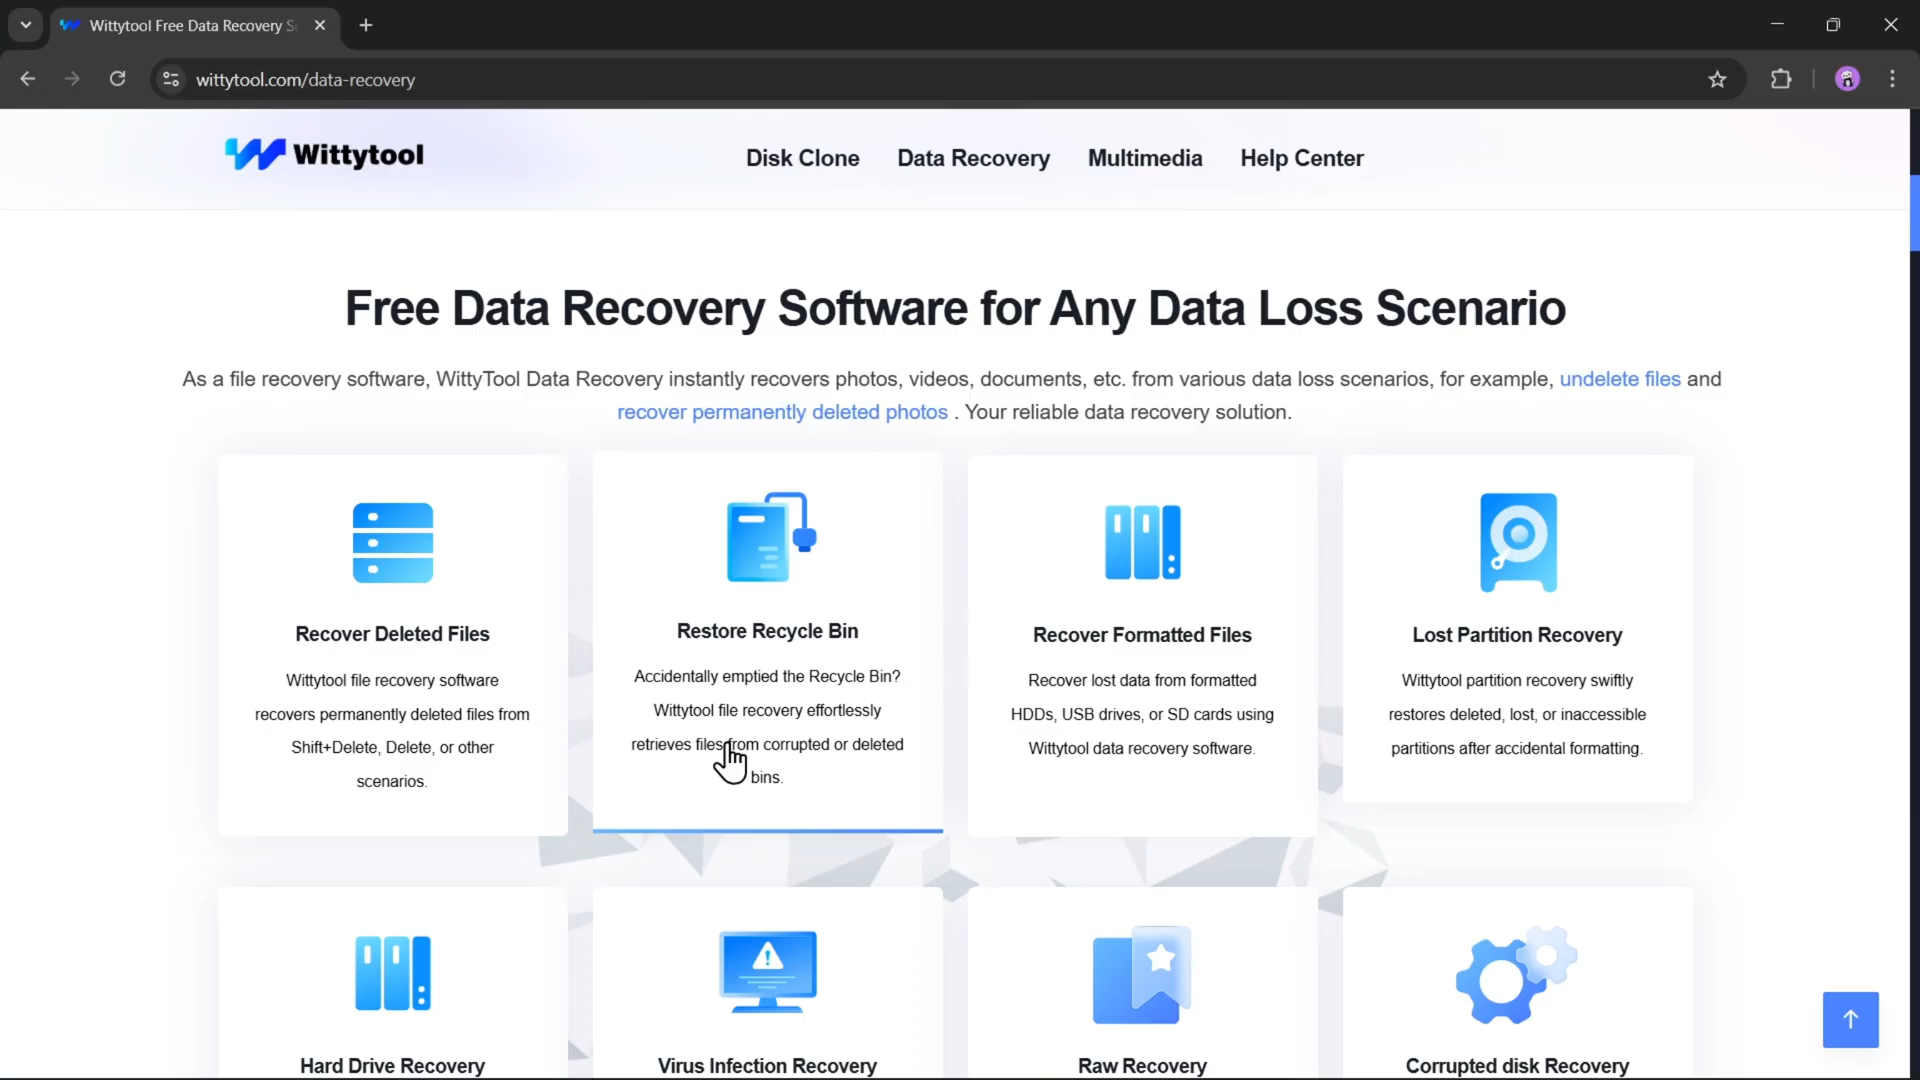 Wittytool Free Data Recovery S
wittytool.com/data-recovery
Wittytool
Disk Clone
Data Recovery
Multimedia
Help Center
Free Data Recovery Software for Any Data Loss Scenario
As a file recovery software, WittyTool Data Recovery instantly recovers photos, videos, documents, etc. from various data loss scenarios, for example, undelete files and
recover permanently deleted photos . Your reliable data recovery solution.
Recover Deleted Files
Wittytool file recovery software
recovers permanently deleted files from
Shift+Delete, Delete, or other
scenarios.
Restore Recycle Bin
Accidentally emptied the Recycle Bin?
Wittytool file recovery effortlessly
retrieves files from corrupted or deleted
bins.
Recover Formatted Files
Recover lost data from formatted
HDDs, USB drives, or SD cards using
Wittytool data recovery software.
Lost Partition Recovery
Wittytool partition recovery swiftly
restores deleted, lost, or inaccessible
partitions after accidental formatting.
Hard Drive Recovery
Virus Infection Recovery
Raw Recovery
Corrupted disk Recovery